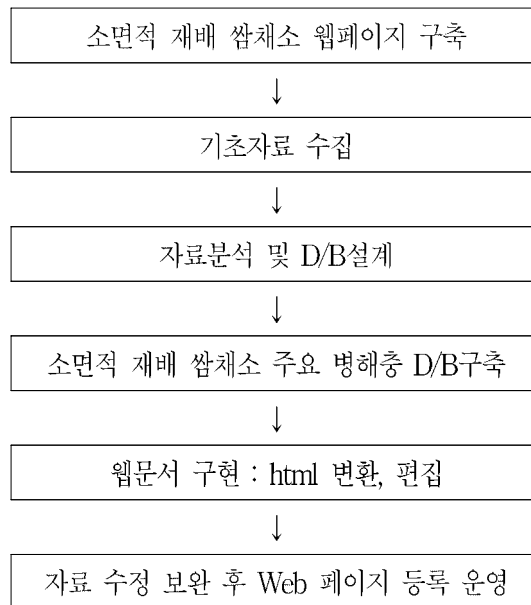 소면적 재배 쌈채소 웹페이지 구축
↓
기초자료 수집
↓
자료분석 및 D/B설계
↓
소면적 재배 쌈채소 주요 병해충 D/B구축
↓
웹문서 구현 : html 변환, 편집
↓
자료 수정 보완 후 Web 페이지 등록 운영